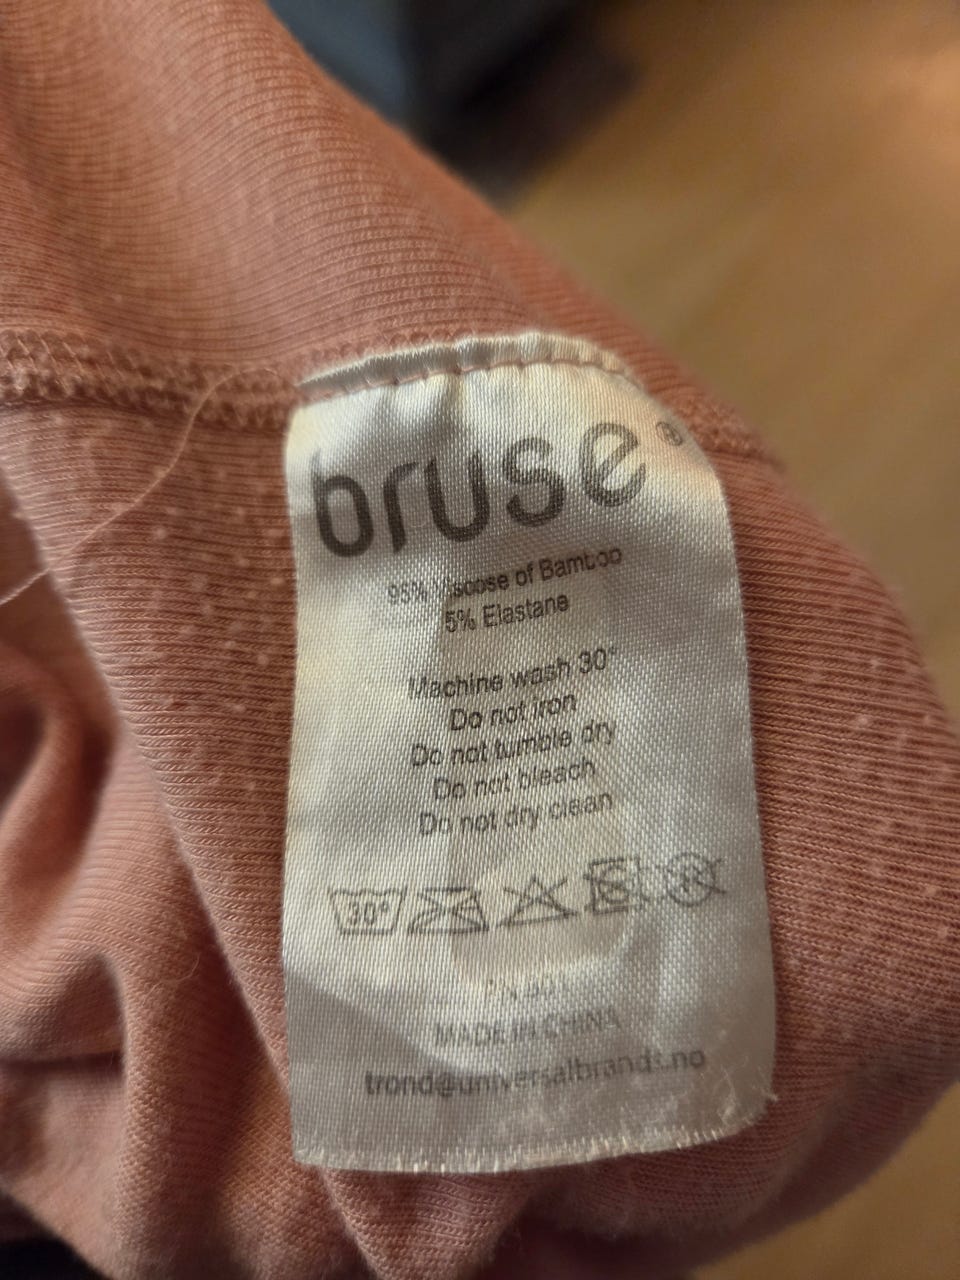 bruse®
95% Viscose of Bamboo
5% Elastane
Machine wash 30°
Do not iron
Do not tumble dry
Do not bleach
Do not dry clean
30°
MADE IN CHINA
trond@universalbrands.no